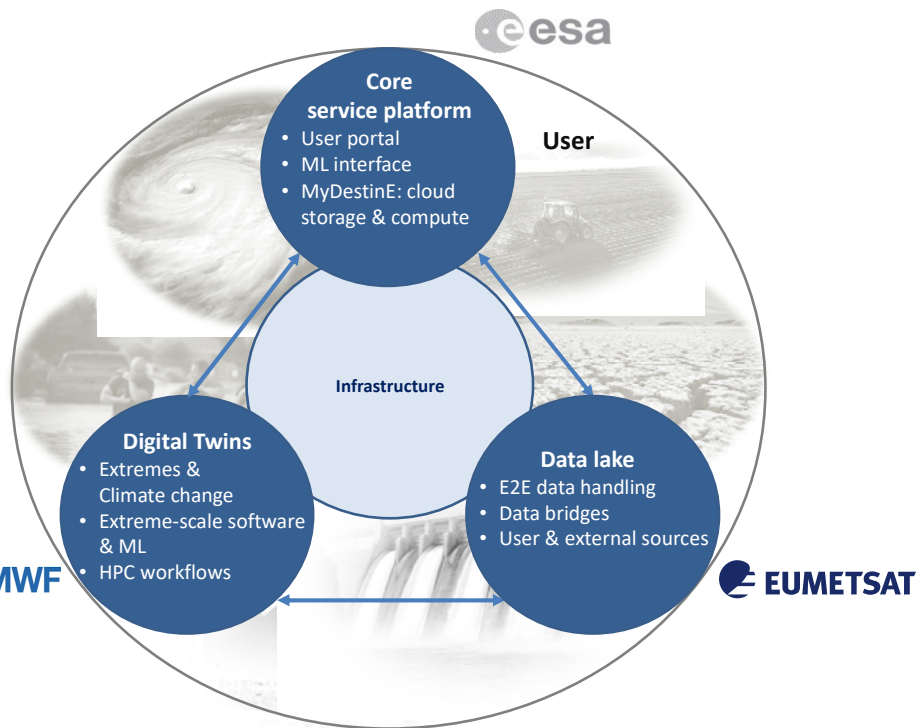 esa
Core
service platform
• User portal
• ML interface
• MyDestinE: cloud
storage & compute
User
Infrastructure
Digital Twins
• Extremes &
Climate change
• Extreme-scale software
& ML
• HPC workflows
Data lake
• E2E data handling
• Data bridges
• User & external sources
MWF
EUMETSAT